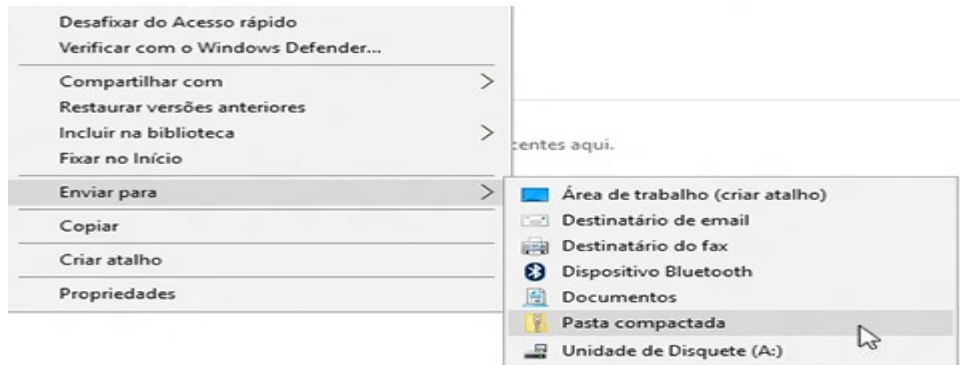 Desafixar do Acesso rápido
Verificar com o Windows Defender...
Compartilhar com
Restaurar versões anteriores
Incluir na biblioteca
Fixar no Início
Enviar para
Copiar
Criar atalho
Propriedades
centes aqui.
Área de trabalho (criar atalho)
Destinatário de email
Destinatário do fax
Dispositivo Bluetooth
Documentos
Pasta compactada
Unidade de Disquete (A:)